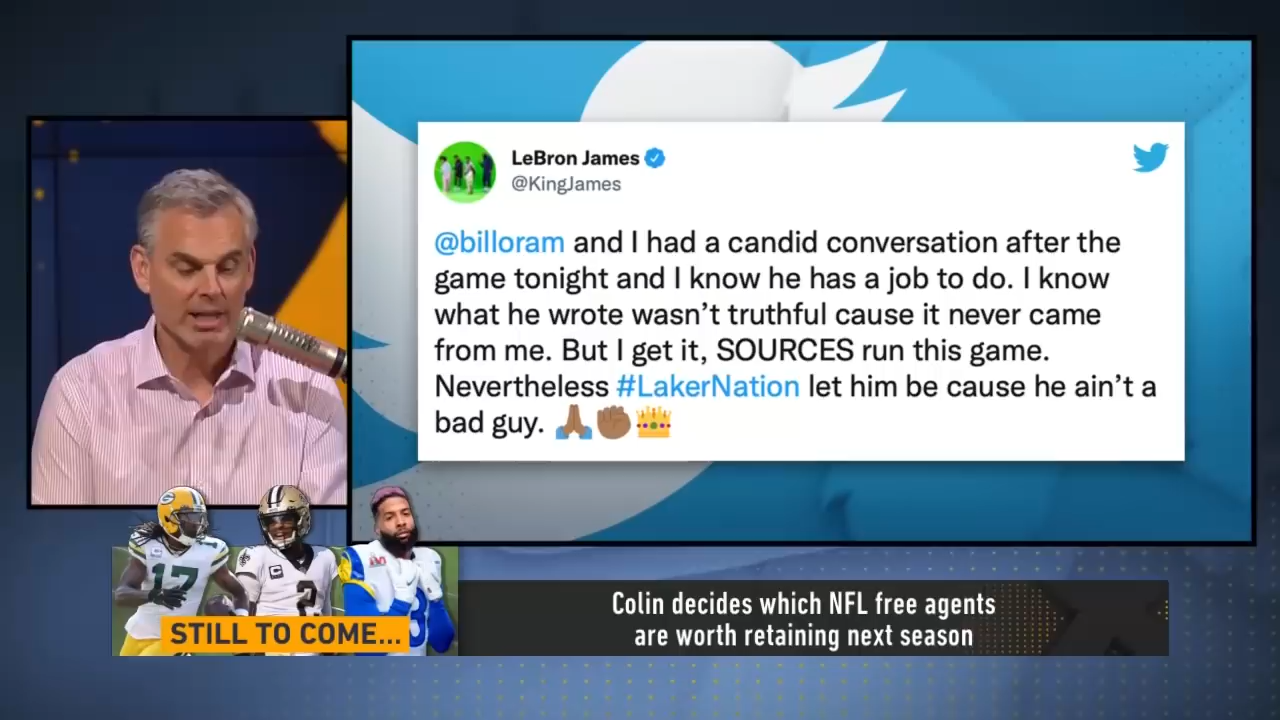 LeBron James
@KingJames
@billoram and I had a candid conversation after the
game tonight and I know he has a job to do. I know
what he wrote wasn’t truthful cause it never came
from me. But I get it, SOURCES run this game.
Nevertheless #LakerNation let him be cause he ain’t a
bad guy. 🙏🏾✊🏾👑
17
2
STILL TO COME...
Colin decides which NFL free agents
are worth retaining next season